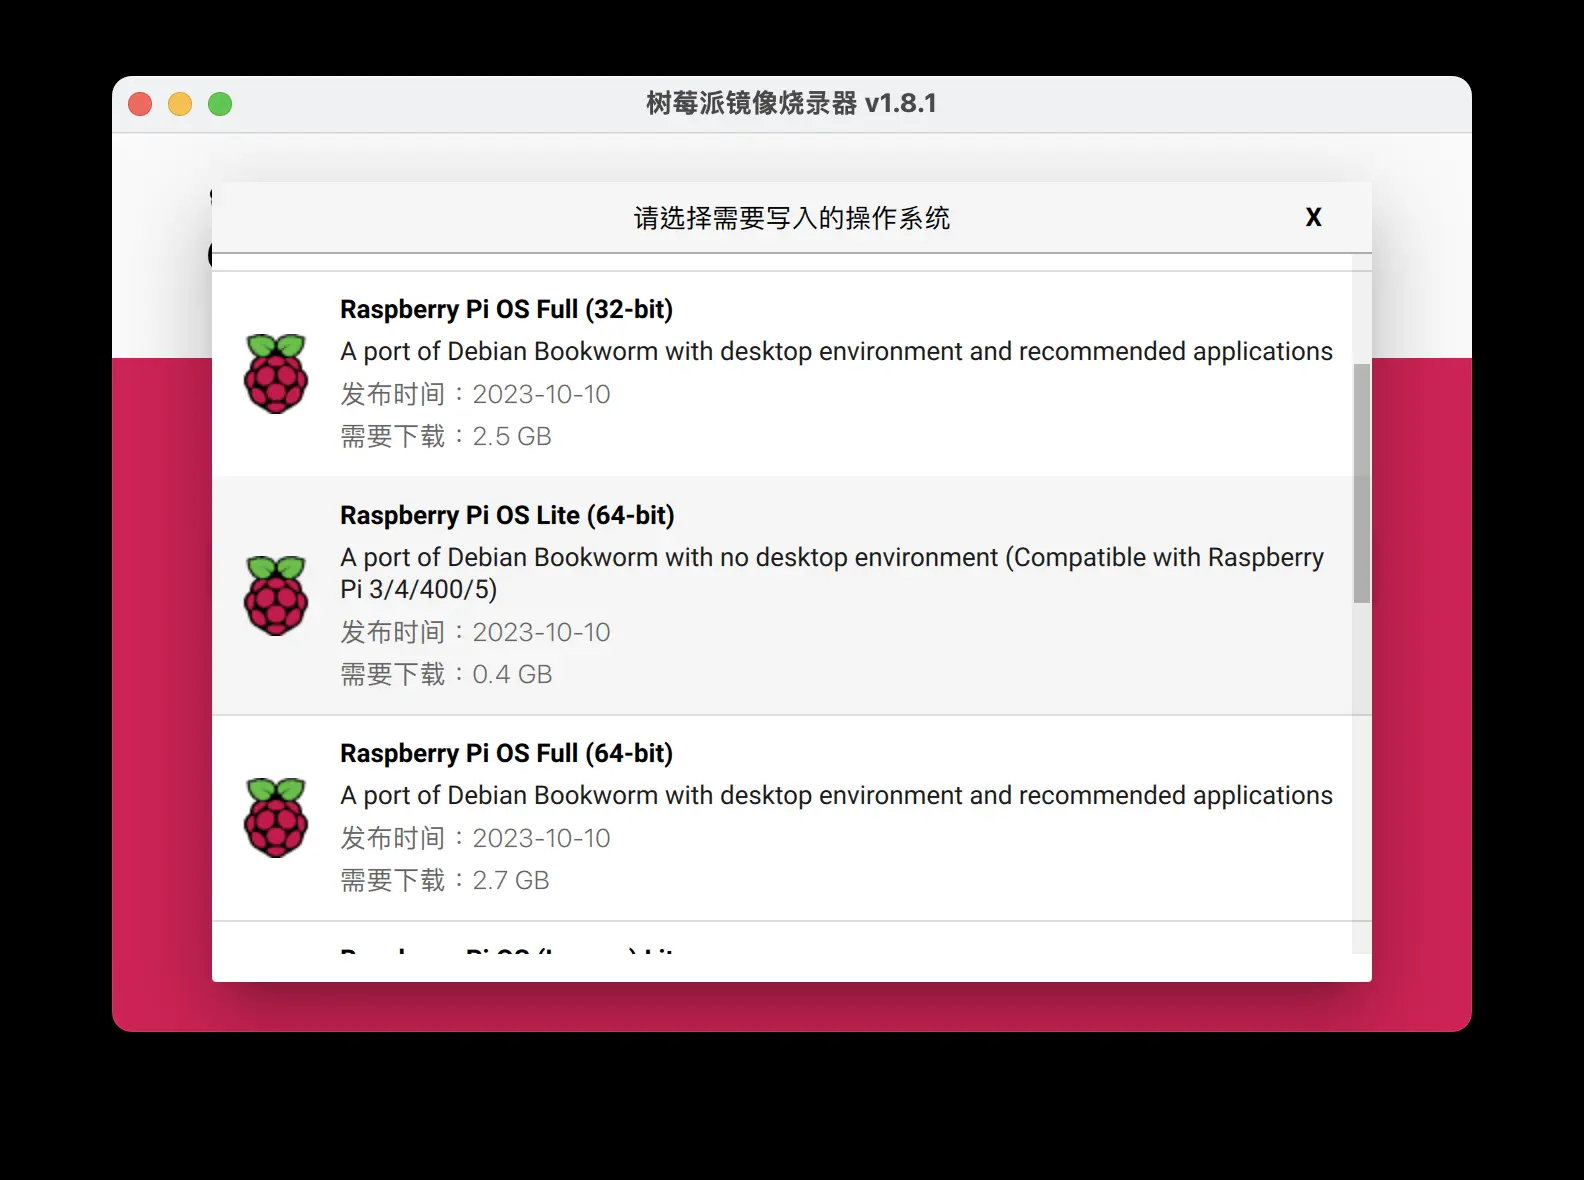 树莓派镜像烧录器 v1.8.1
请选择需要写入的操作系统
X
Raspberry Pi OS Full (32-bit)
A port of Debian Bookworm with desktop environment and recommended applications
发布时间：2023-10-10
需要下载：2.5 GB
Raspberry Pi OS Lite (64-bit)
A port of Debian Bookworm with no desktop environment (Compatible with Raspberry
Pi 3/4/400/5)
发布时间：2023-10-10
需要下载：0.4 GB
Raspberry Pi OS Full (64-bit)
A port of Debian Bookworm with desktop environment and recommended applications
发布时间：2023-10-10
需要下载：2.7 GB
Raspberry Pi OS